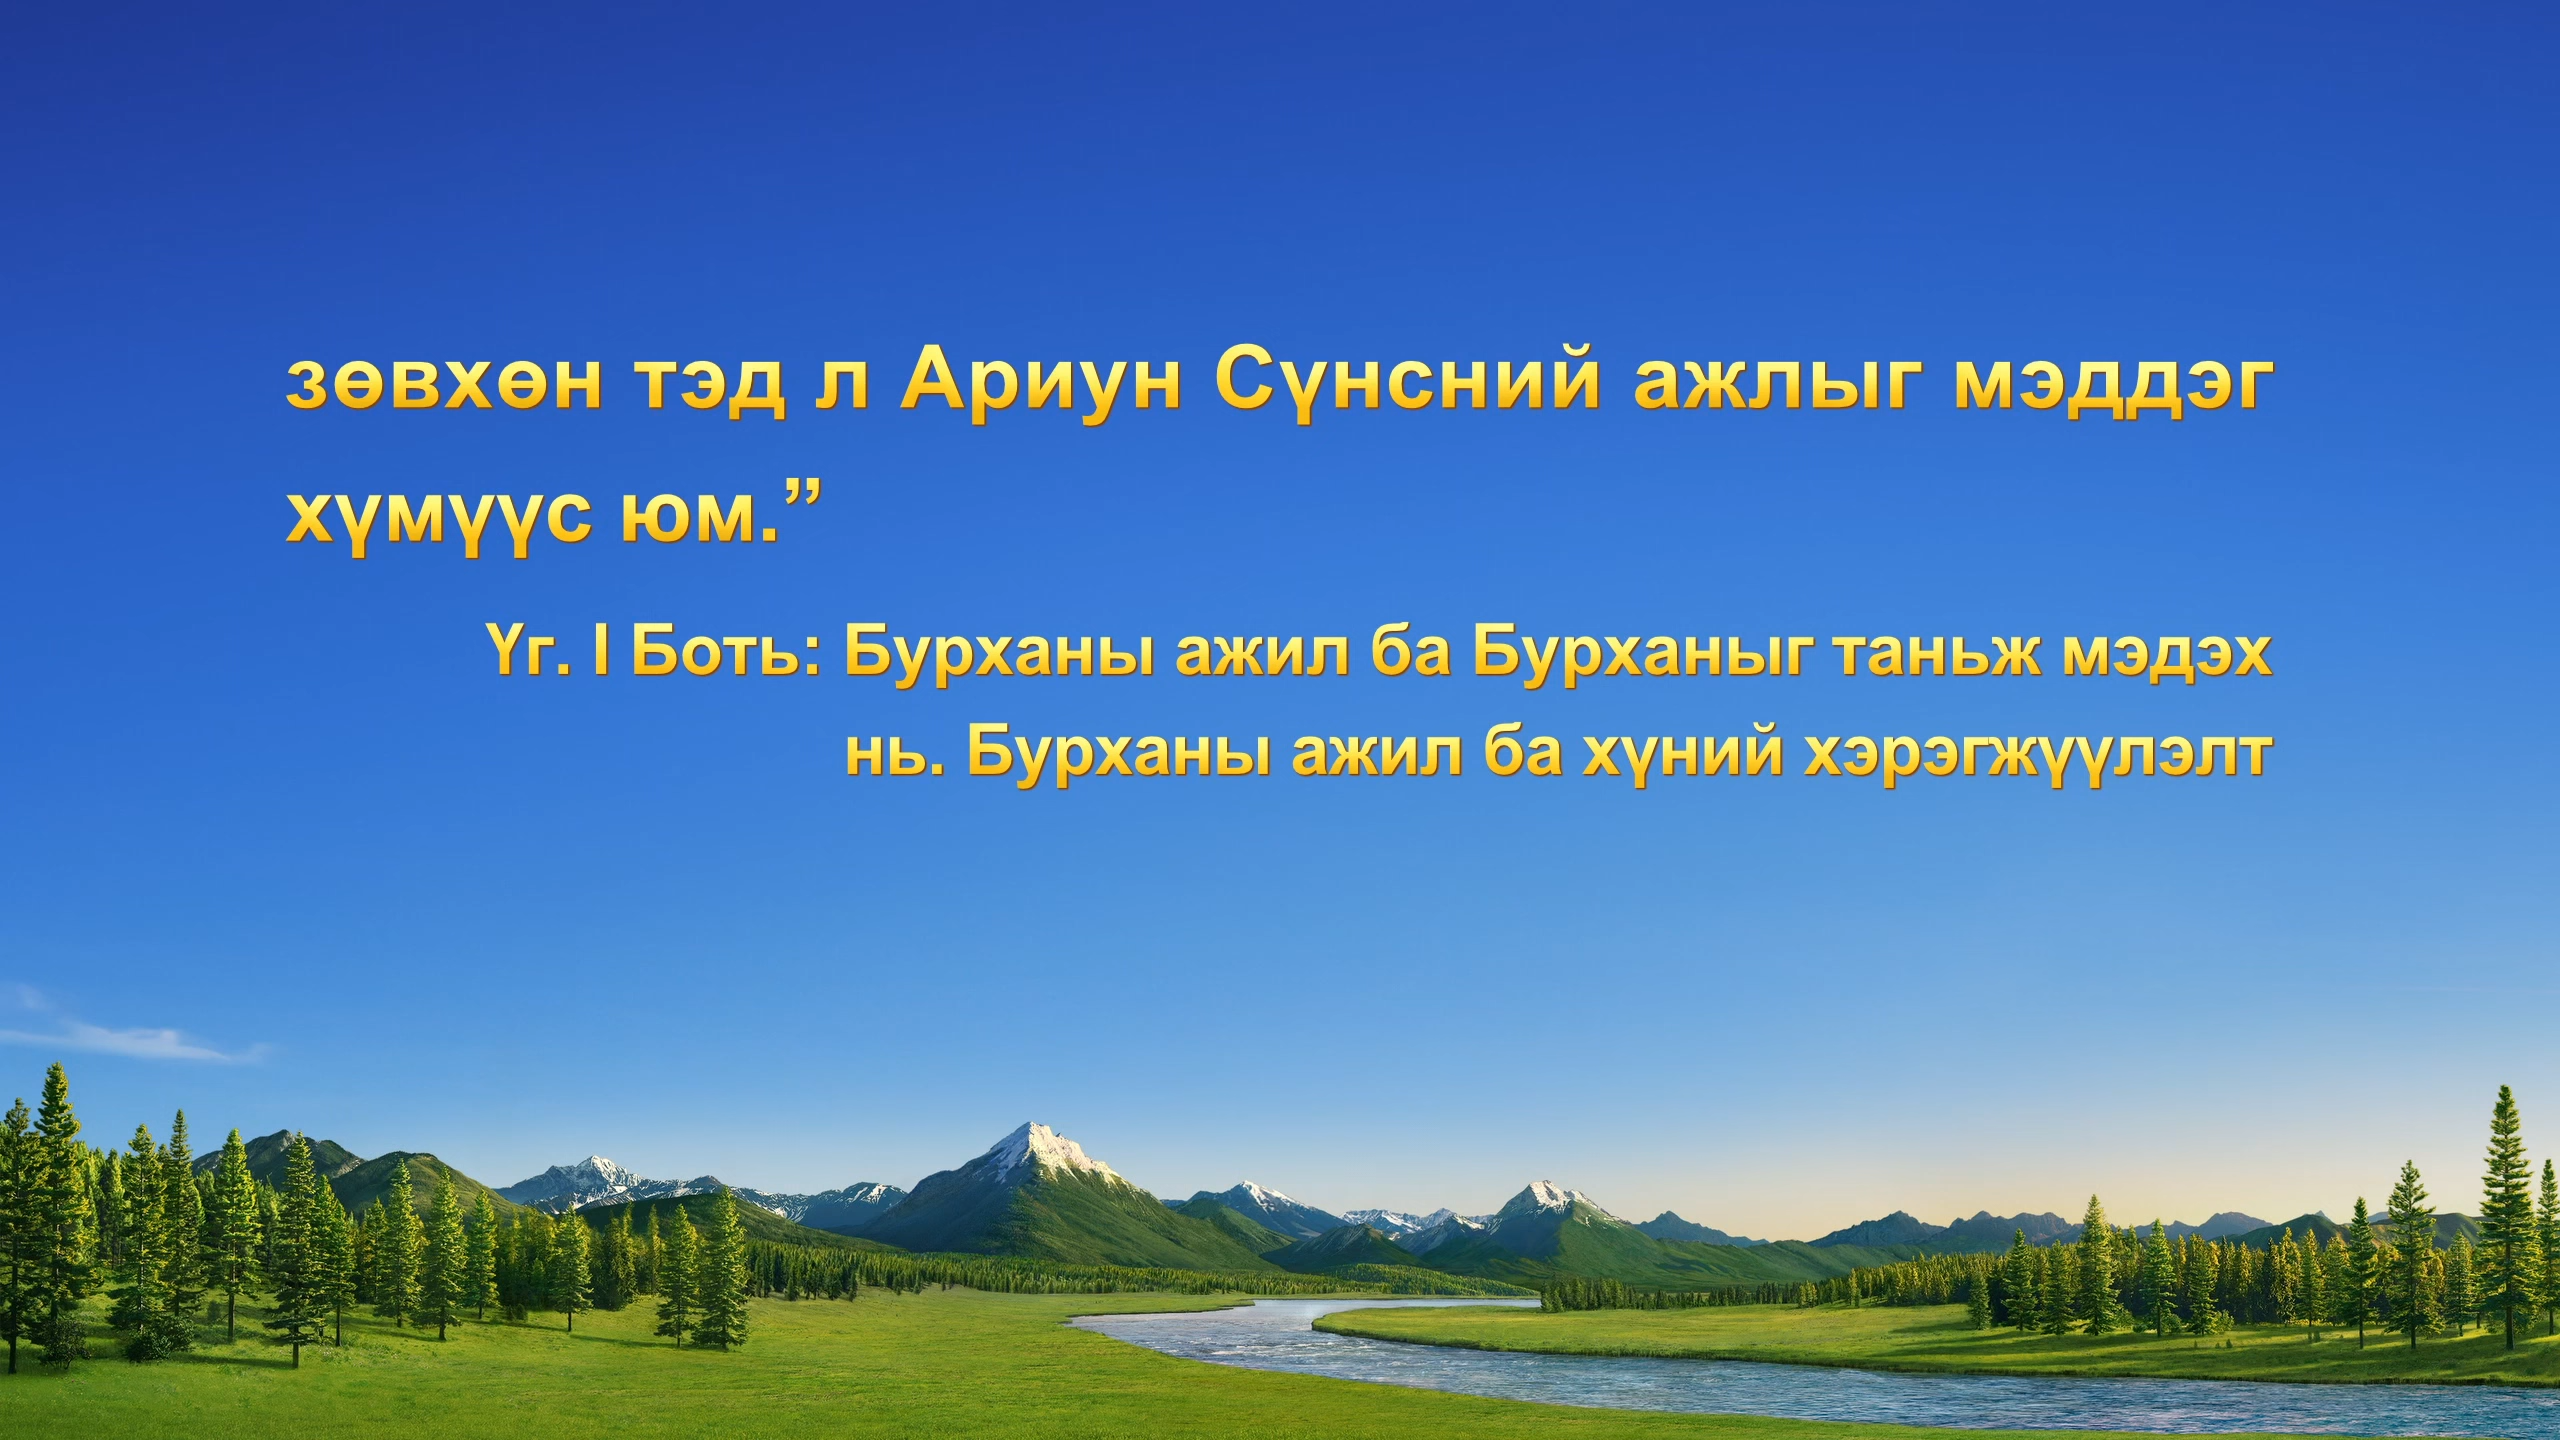 зөвхөн тэд л Ариун Сүнсний ажлыг мэддэг
хүмүүс юм.”
Үг. I Боть: Бурханы ажил ба Бурханыг таньж мэдэх
нь. Бурханы ажил ба хүний хэрэгжүүлэлт